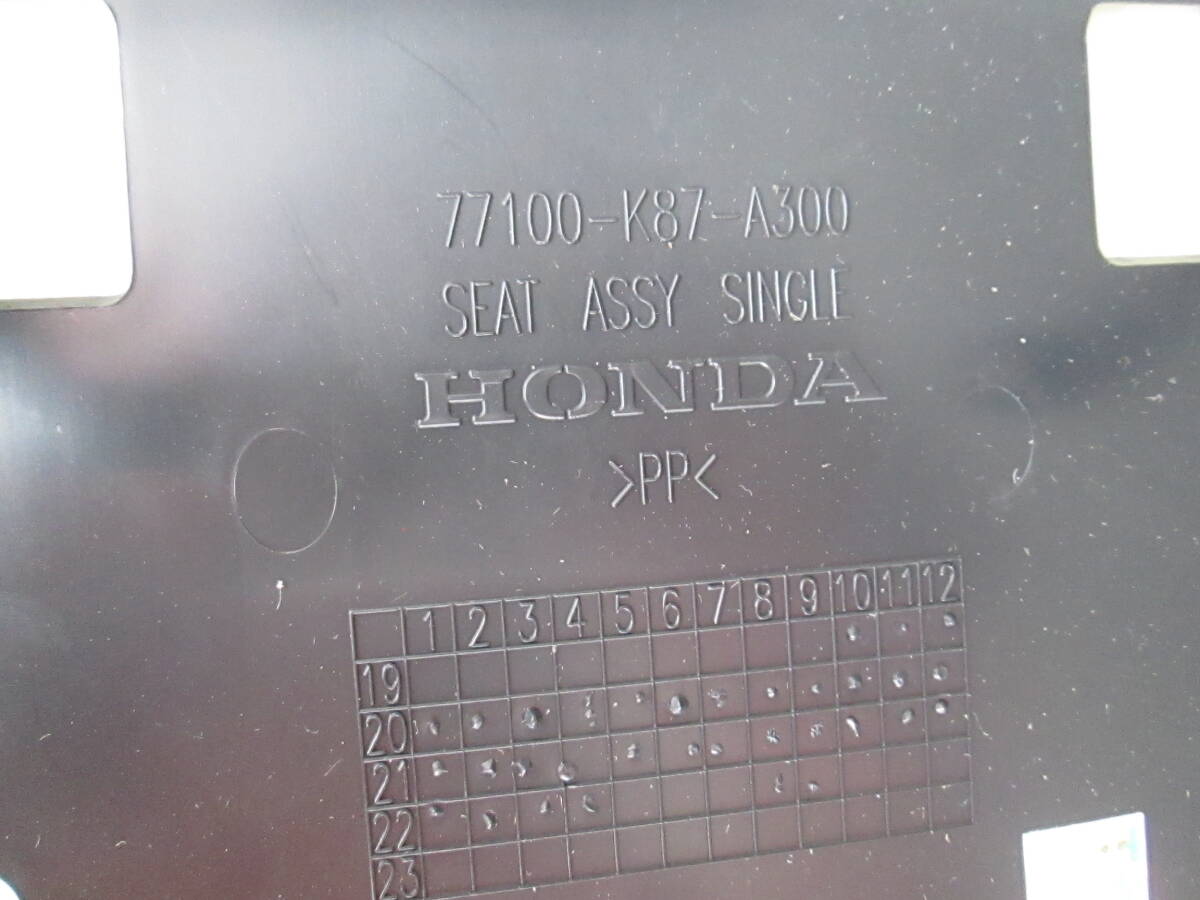 77100-K87-A300
SEAT ASSY SINGLE
HONDA
>PP<
1 2 3 4 5 6 7 8 9 10 11 12
19
20
21
22
23